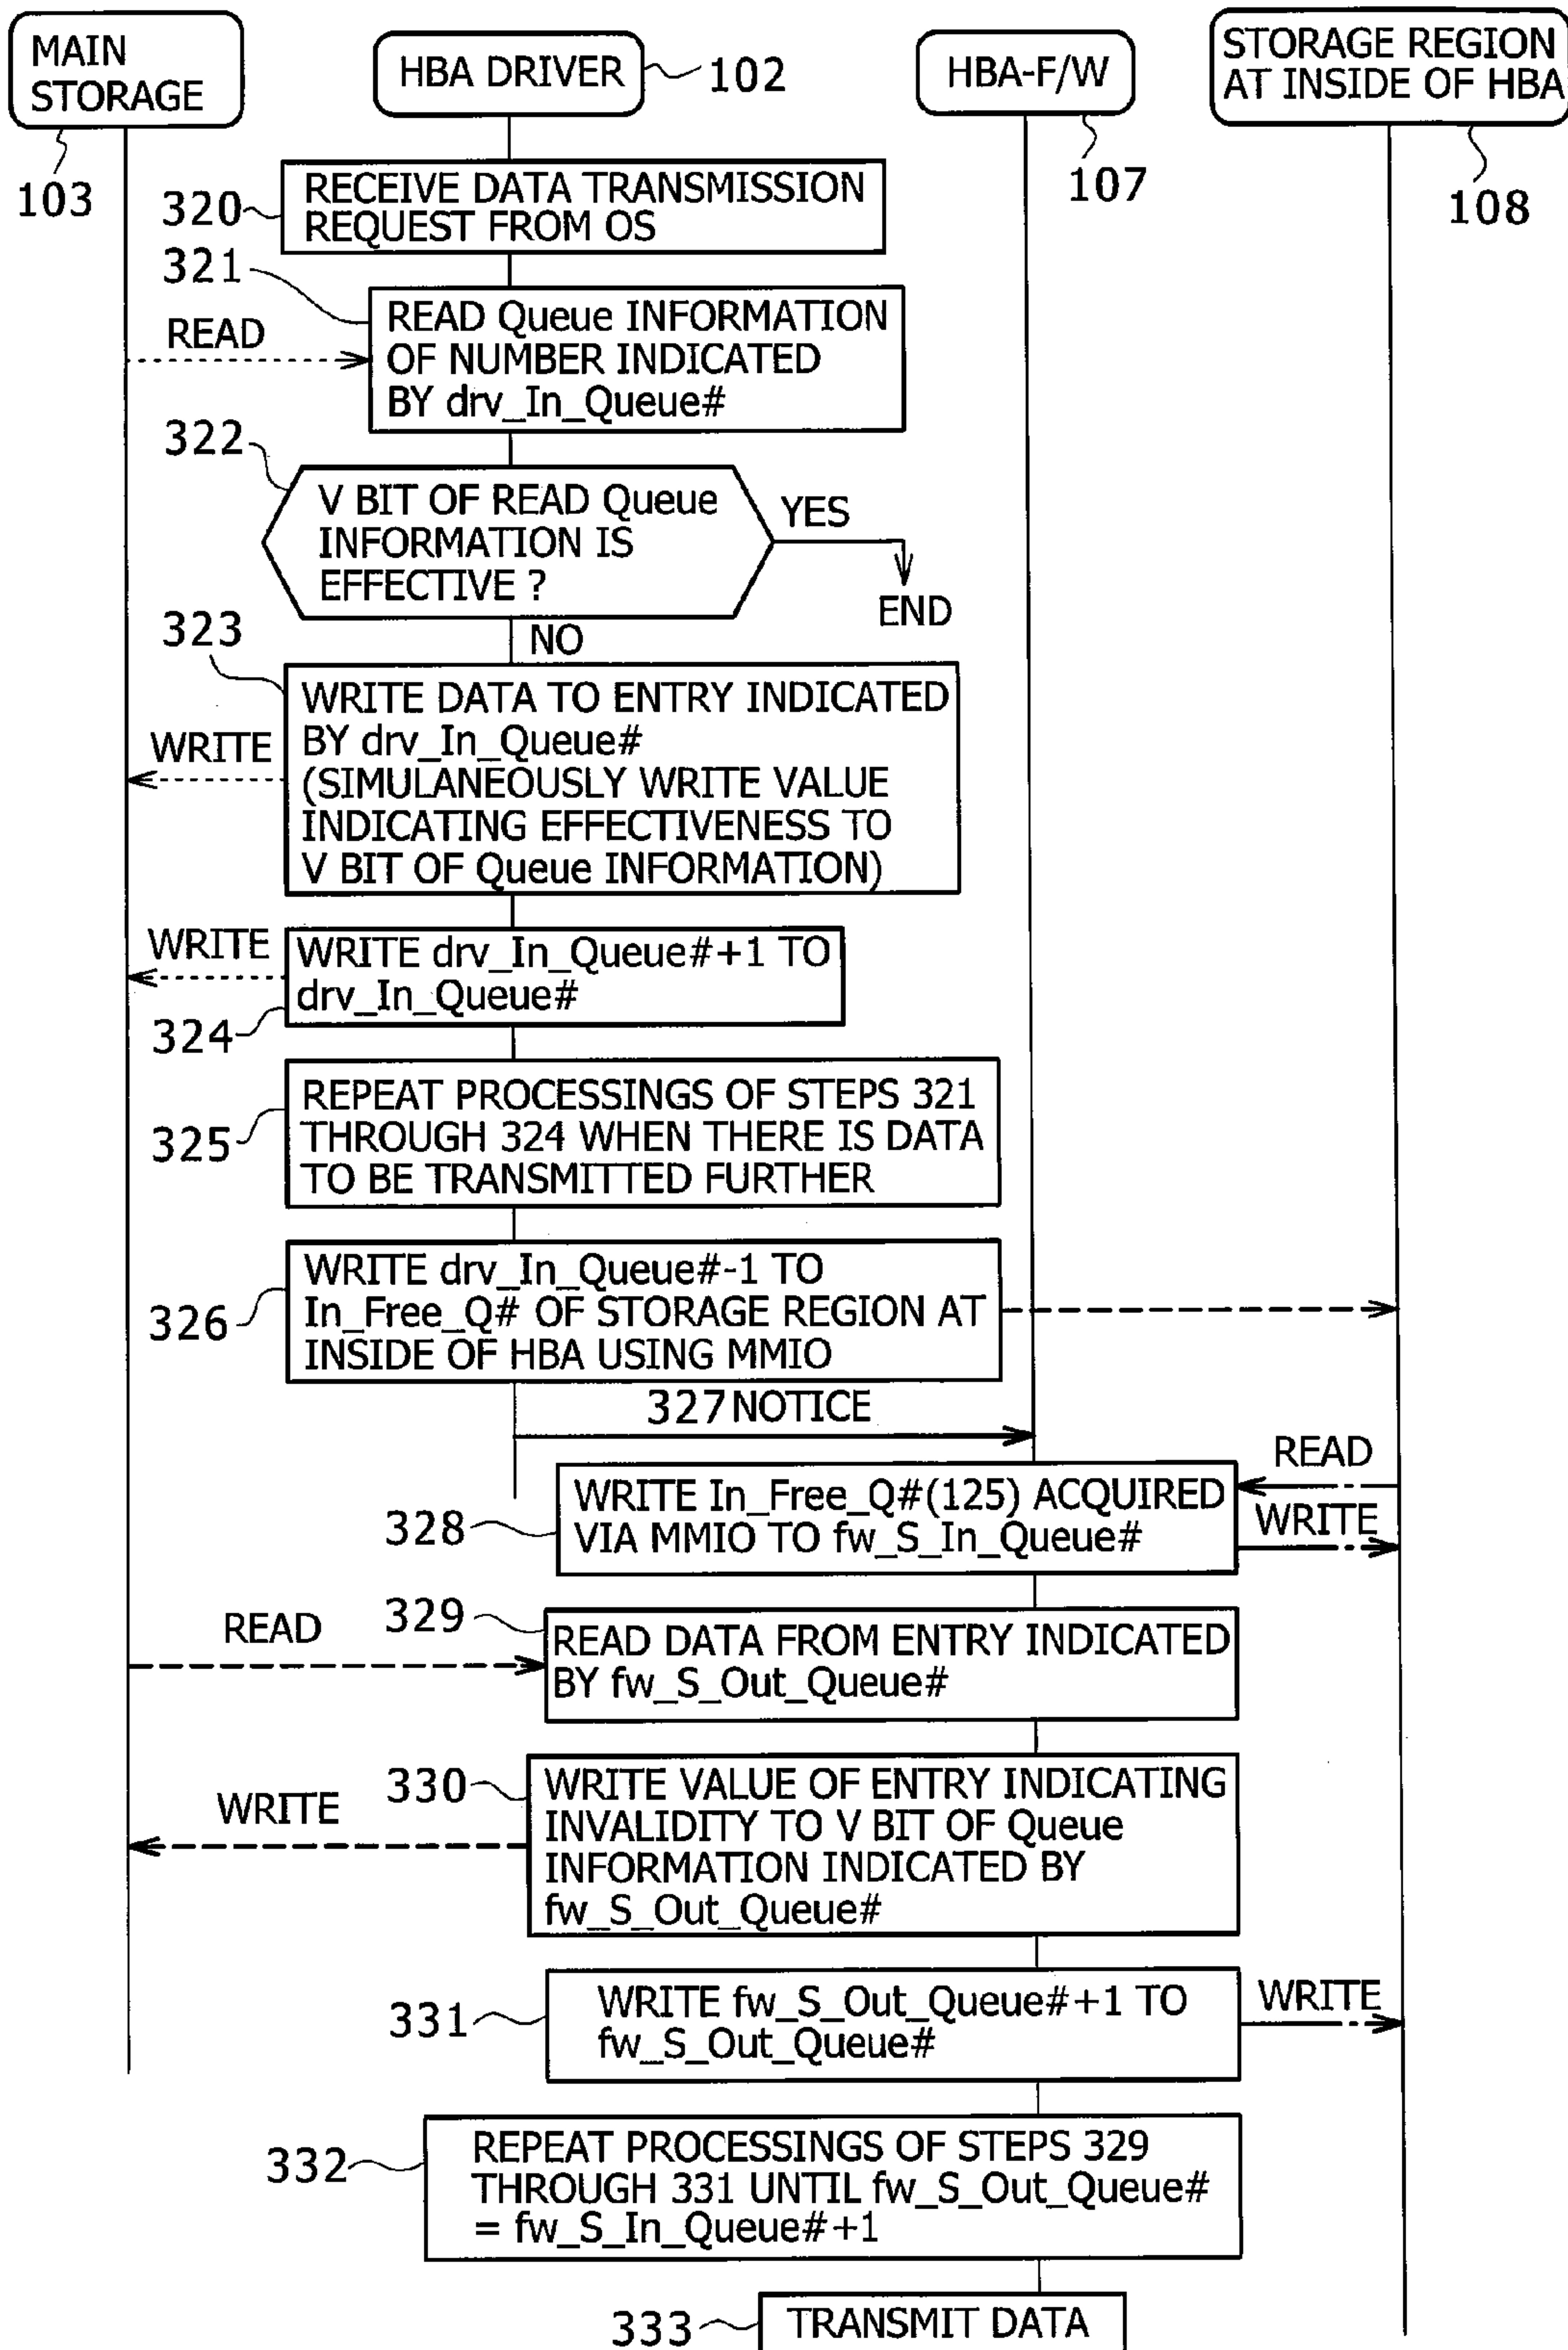 MAIN
STORAGE
103
HBA DRIVER
102
HBA-F/W
107
STORAGE REGION
AT INSIDE OF HBA
108
320
RECEIVE DATA TRANSMISSION
REQUEST FROM OS
321
READ
READ Queue INFORMATION
OF NUMBER INDICATED
BY drv_In_Queue#
322
V BIT OF READ Queue
INFORMATION IS
EFFECTIVE ?
YES
END
NO
323
WRITE
WRITE DATA TO ENTRY INDICATED
BY drv_In_Queue#
(SIMULANEOUSLY WRITE VALUE
INDICATING EFFECTIVENESS TO
V BIT OF Queue INFORMATION)
WRITE
324
WRITE drv_In_Queue#+1 TO
drv_In_Queue#
325
REPEAT PROCESSINGS OF STEPS 321
THROUGH 324 WHEN THERE IS DATA
TO BE TRANSMITTED FURTHER
326
WRITE drv_In_Queue#-1 TO
In_Free_Q# OF STORAGE REGION AT
INSIDE OF HBA USING MMIO
327 NOTICE
READ
WRITE
328
WRITE In_Free_Q#(125) ACQUIRED
VIA MMIO TO fw_S_In_Queue#
READ
329
READ DATA FROM ENTRY INDICATED
BY fw_S_Out_Queue#
WRITE
330
WRITE VALUE OF ENTRY INDICATING
INVALIDITY TO V BIT OF Queue
INFORMATION INDICATED BY
fw_S_Out_Queue#
331
WRITE fw_S_Out_Queue#+1 TO
fw_S_Out_Queue#
WRITE
332
REPEAT PROCESSINGS OF STEPS 329
THROUGH 331 UNTIL fw_S_Out_Queue#
= fw_S_In_Queue#+1
333
TRANSMIT DATA